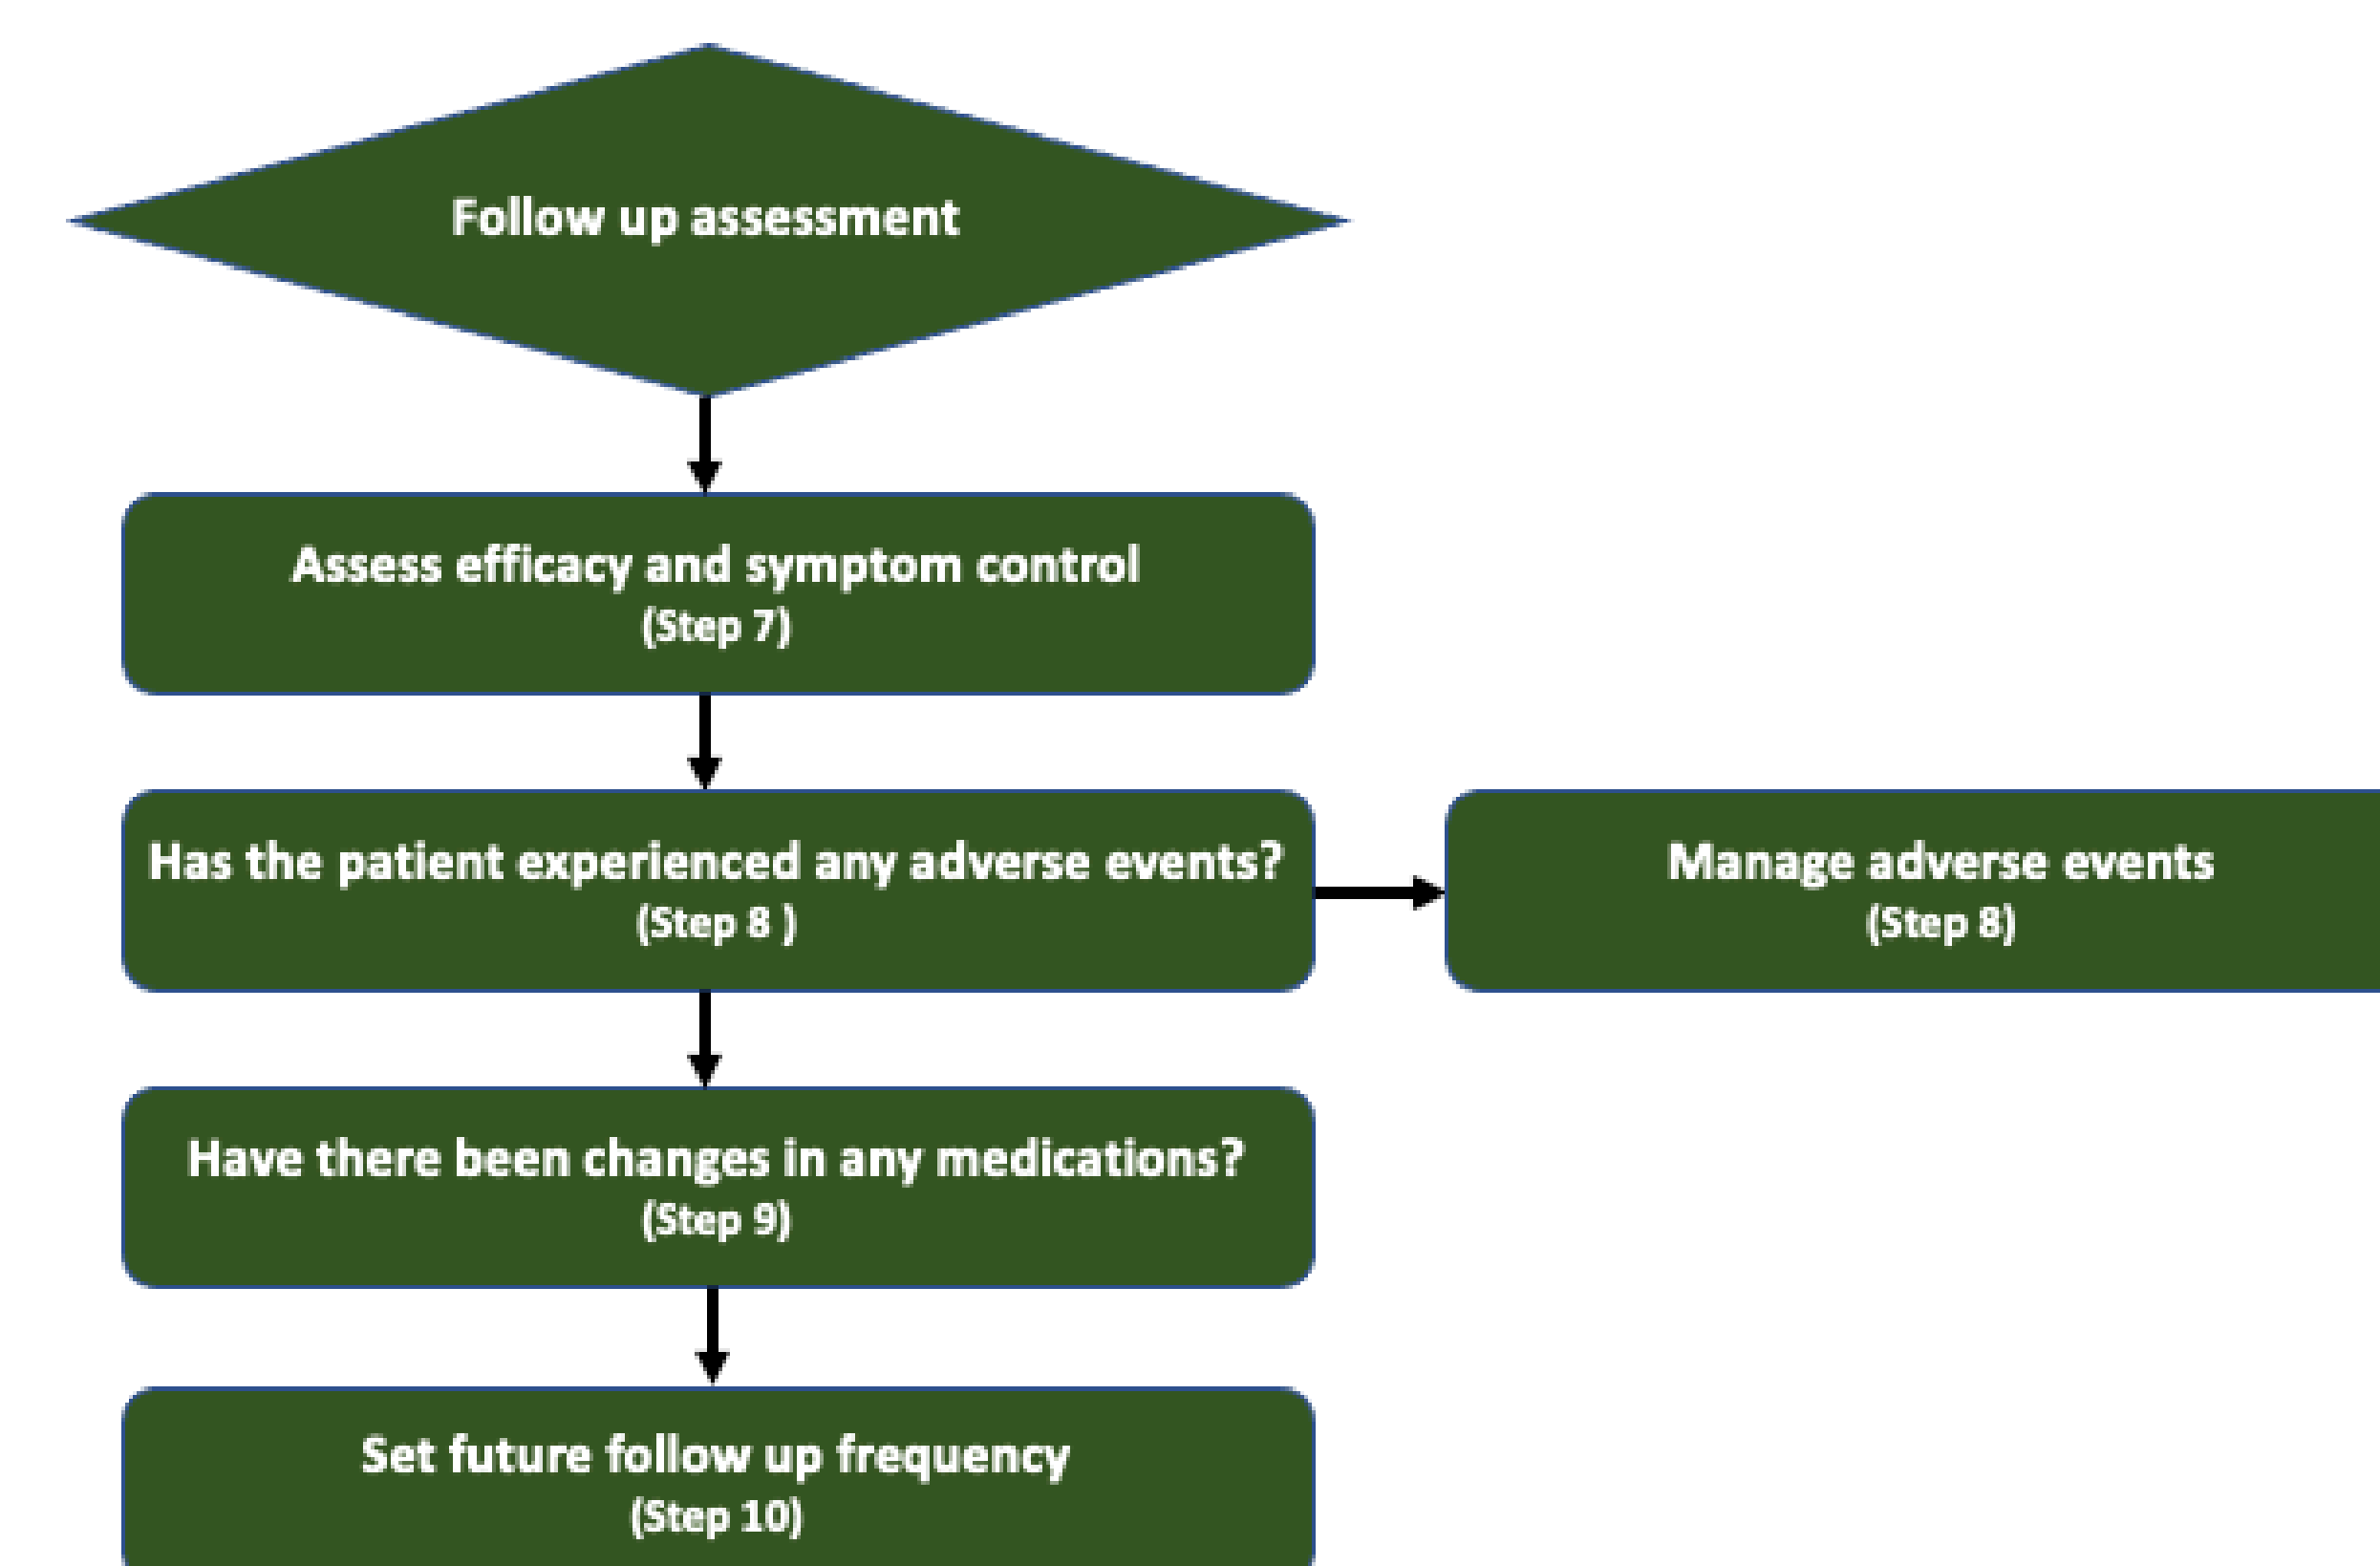 Follow up assessment
Assess efficacy and symptom control
(Step 7)
Has the patient experienced any adverse events?
(Step 8 )
Manage adverse events
(Step 8)
Have there been changes in any medications?
(Step 9)
Set future follow up frequency
(Step 10)